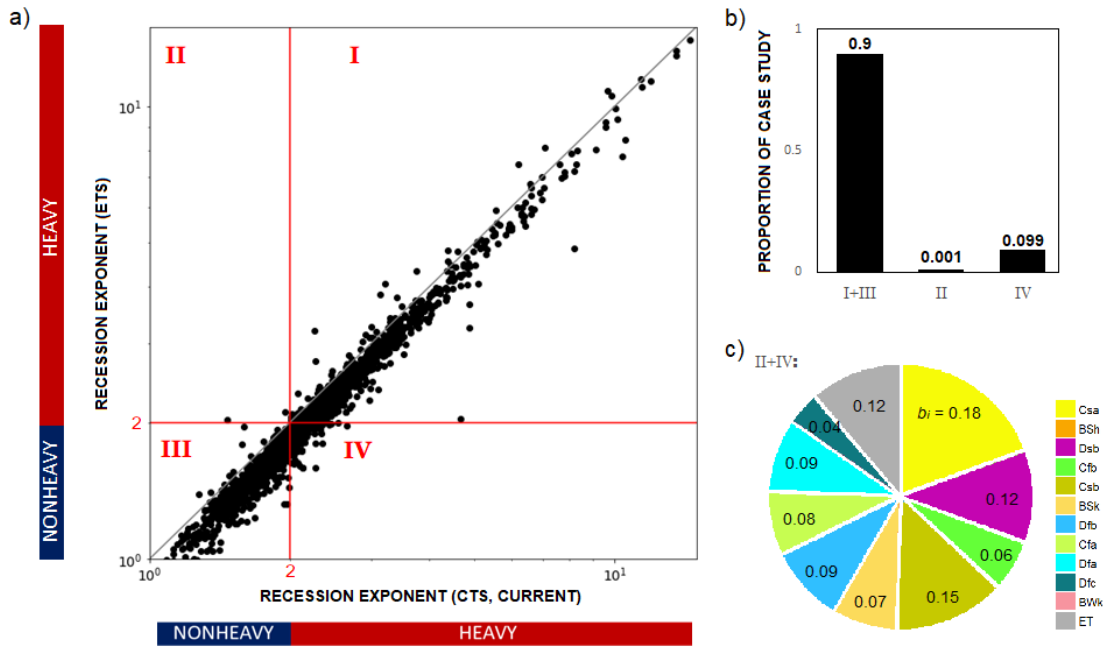 a)
HEAVY
NONHEAVY
RECESSION EXPONENT (ETS)
10¹
2
10⁰
II
I
III
IV
10⁰
2
10¹
RECESSION EXPONENT (CTS, CURRENT)
NONHEAVY
HEAVY
b)
PROPORTION OF CASE STUDY
1
0.5
0
0.9
0.001
0.099
I+III
II
IV
c)
II+IV:
bᵢ = 0.18
0.12
0.06
0.15
0.07
0.09
0.08
0.09
0.04
0.12
Csa
BSh
Dsb
Cfb
Csb
BSk
Dfb
Cfa
Dfa
Dfc
BWk
ET